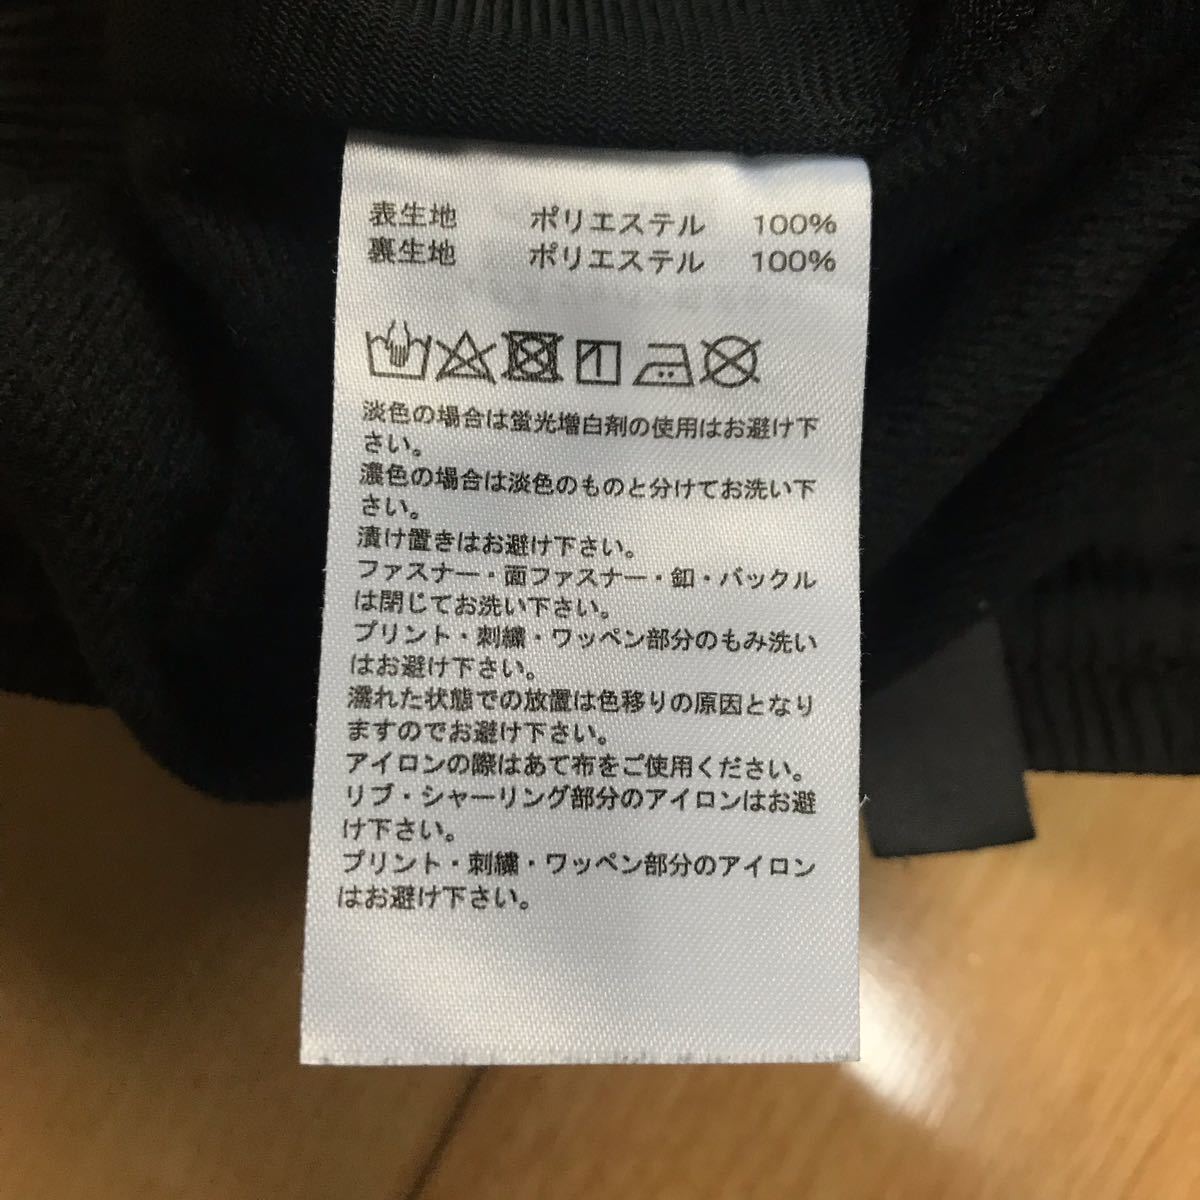 表生地 ポリエステル 100%
裏生地 ポリエステル 100%
淡色の場合は蛍光増白剤の使用はお避け下
さい。
濃色の場合は淡色のものと分けてお洗い下
さい。
漬け置きはお避け下さい。
ファスナー・面ファスナー・釦・バックル
は閉じてお洗い下さい。
プリント・刺繍・ワッペン部分のもみ洗い
はお避け下さい。
濡れた状態での放置は色移りの原因となり
ますのでお避け下さい。
アイロンの際はあて布をご使用ください。
リブ・シャーリング部分のアイロンはお避
け下さい。
プリント・刺繍・ワッペン部分のアイロン
はお避け下さい。